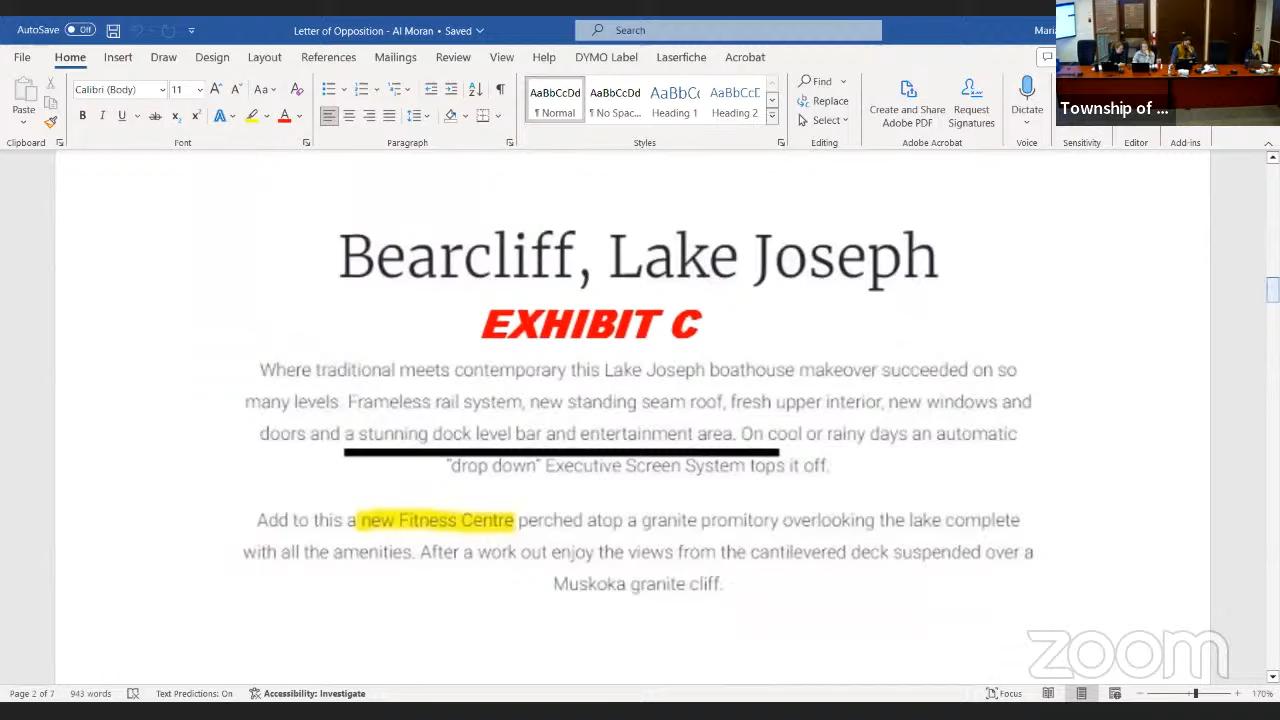 AutoSave Off
Letter of Opposition - Al Moran • Saved
Search
Maria
File Home Insert Draw Design Layout References Mailings Review View Help DYMO Label Laserfiche Acrobat
Township of ...
Paste
Calibri (Body) 11
AaBbCcDd AaBbCcDd AaBbCc AaBbCcE
¶ Normal ¶ No Spac... Heading 1 Heading 2
Find
Replace
Select
Create and Share Adobe PDF
Request Signatures
Dictate
Clipboard Font Paragraph Styles Editing Adobe Acrobat Voice Sensitivity Editor Add-ins
Bearcliff, Lake Joseph
EXHIBIT C
Where traditional meets contemporary this Lake Joseph boathouse makeover succeeded on so
many levels. Frameless rail system, new standing seam roof, fresh upper interior, new windows and
doors and a stunning dock level bar and entertainment area. On cool or rainy days an automatic
"drop down" Executive Screen System tops it off.
Add to this a new Fitness Centre perched atop a granite promitory overlooking the lake complete
with all the amenities. After a work out enjoy the views from the cantilevered deck suspended over a
Muskoka granite cliff.
zoom
Page 2 of 7 943 words Text Predictions: On Accessibility: Investigate Focus 170%